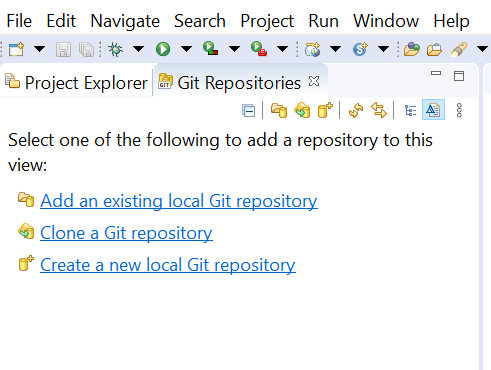 File Edit Navigate Search Project Run Window Help
Project Explorer Git Repositories
Select one of the following to add a repository to this
view:
Add an existing local Git repository
Clone a Git repository
Create a new local Git repository